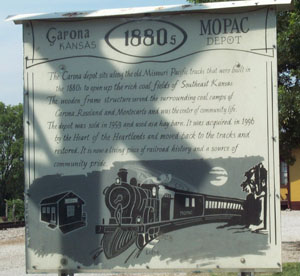 Carona
KANSAS
1880s
MOPAC
DEPOT
The Carona depot sits along the old Missouri Pacific tracks that were built in
the 1880s to open up the rich coal fields of Southeast Kansas.
The wooden frame structure served the surrounding coal camps of
Carona, Roseland and Montecarlo and was the center of community life.
The depot was sold in 1958 and used as a hay barn. It was acquired in 1996
by the Heart of the Heartlands and moved back to the tracks and
restored. It is now a living piece of railroad history and a source of
community pride.